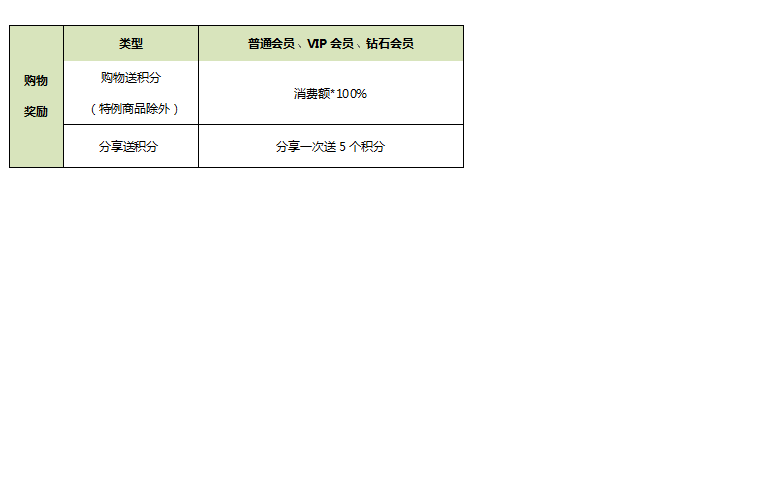 类型
普通会员、VIP 会员、钻石会员
购物
奖励
购物送积分
（特例商品除外）
消费额*100%
分享送积分
分享一次送 5 个积分